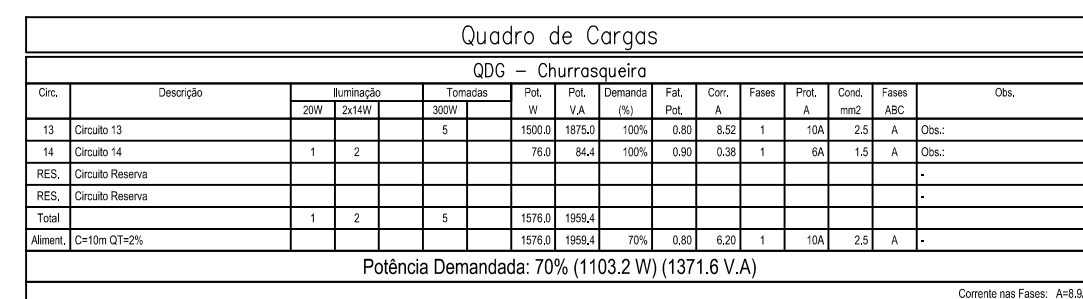 Quadro de Cargas
QDG - Churrasqueira
Circ. Descrição Iluminação Tomadas Pot. Pot. Demanda Fat. Corr. Fases Prot. Cond. Fases Obs.
20W 2x14W 300W W V.A (%) Pot. A A mm2 ABC
13 Circuito 13 5 1500.0 1875.0 100% 0.80 8.52 1 10A 2.5 A Obs.:
14 Circuito 14 1 2 76.0 84.4 100% 0.90 0.38 1 6A 1.5 A Obs.:
RES. Circuito Reserva -
RES. Circuito Reserva -
Total 1 2 5 1576.0 1959.4
Aliment. C=10m QT=2% 1576.0 1959.4 70% 0.80 6.20 1 10A 2.5 A -
Potência Demandada: 70% (1103.2 W) (1371.6 V.A)
Corrente nas Fases: A=8.9